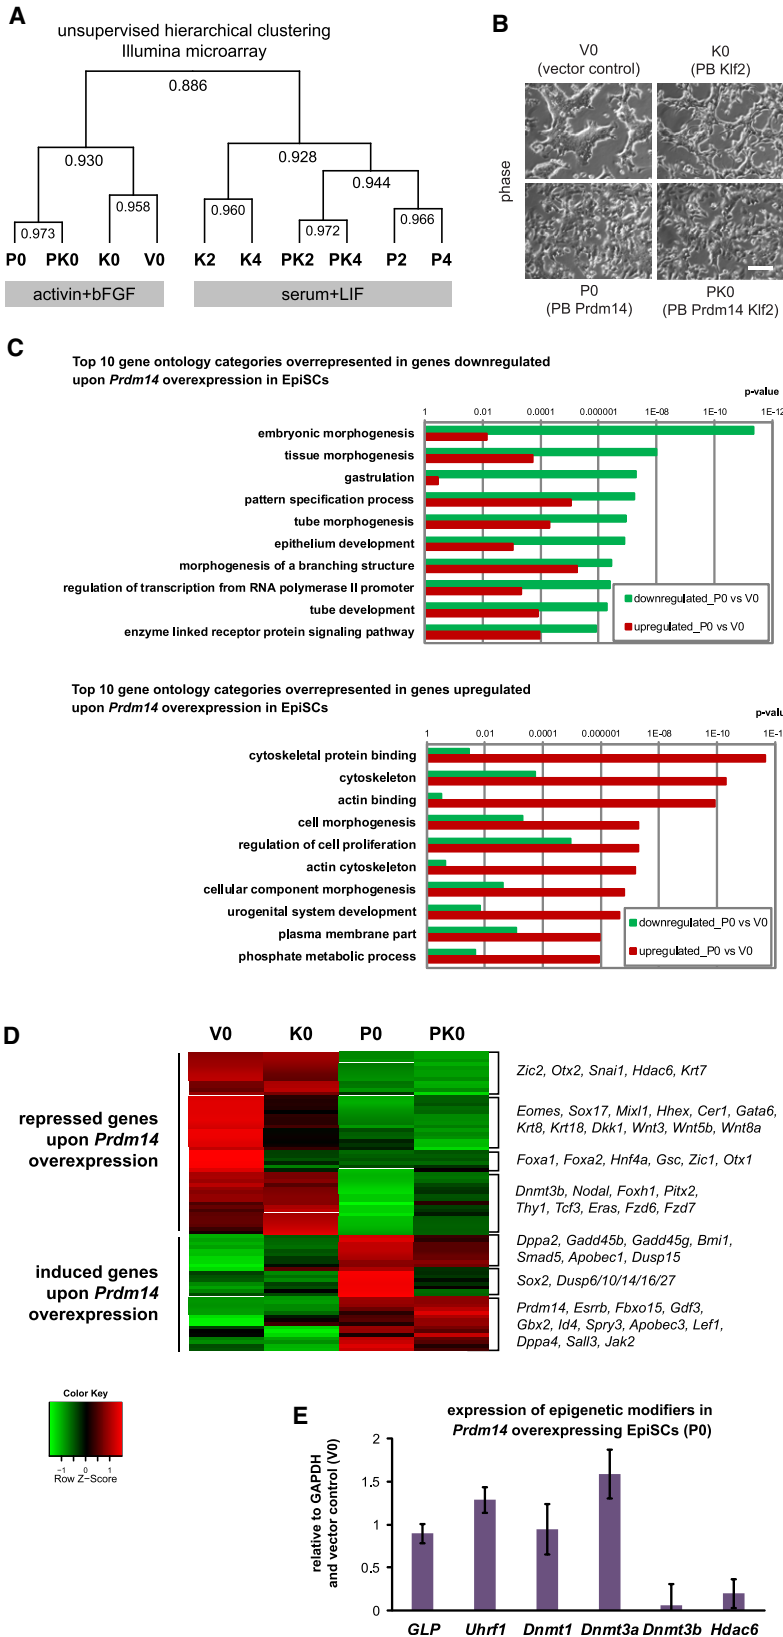 A
unsupervised hierarchical clustering
Illumina microarray
0.886
0.930
0.928
0.944
0.958
0.960
0.966
0.973
0.972
P0 PK0 K0 V0 K2 K4 PK2 PK4 P2 P4
activin+bFGF serum+LIF
B
V0
(vector control)
K0
(PB Klf2)
phase
P0
(PB Prdm14)
PK0
(PB Prdm14 Klf2)
C
Top 10 gene ontology categories overrepresented in genes downregulated
upon Prdm14 overexpression in EpiSCs
p-value
1 0.01 0.0001 0.000001 1E-08 1E-10 1E-12
embryonic morphogenesis
tissue morphogenesis
gastrulation
pattern specification process
tube morphogenesis
epithelium development
morphogenesis of a branching structure
regulation of transcription from RNA polymerase II promoter
tube development
enzyme linked receptor protein signaling pathway
downregulated_P0 vs V0
upregulated_P0 vs V0
Top 10 gene ontology categories overrepresented in genes upregulated
upon Prdm14 overexpression in EpiSCs
p-valu
1 0.01 0.0001 0.000001 1E-08 1E-10 1E-1
cytoskeletal protein binding
cytoskeleton
actin binding
cell morphogenesis
regulation of cell proliferation
actin cytoskeleton
cellular component morphogenesis
urogenital system development
plasma membrane part
phosphate metabolic process
downregulated_P0 vs V0
upregulated_P0 vs V0
D
V0 K0 P0 PK0
repressed genes
upon Prdm14
overexpression
induced genes
upon Prdm14
overexpression
Zic2, Otx2, Snai1, Hdac6, Krt7
Eomes, Sox17, Mixl1, Hhex, Cer1, Gata6,
Krt8, Krt18, Dkk1, Wnt3, Wnt5b, Wnt8a
Foxa1, Foxa2, Hnf4a, Gsc, Zic1, Otx1
Dnmt3b, Nodal, Foxh1, Pitx2,
Thy1, Tcf3, Eras, Fzd6, Fzd7
Dppa2, Gadd45b, Gadd45g, Bmi1,
Smad5, Apobec1, Dusp15
Sox2, Dusp6/10/14/16/27
Prdm14, Esrrb, Fbxo15, Gdf3,
Gbx2, Id4, Spry3, Apobec3, Lef1,
Dppa4, Sall3, Jak2
Color Key
−1 0 1
Row Z−Score
E
expression of epigenetic modifiers in
Prdm14 overexpressing EpiSCs (P0)
relative to GAPDH
and vector control (V0)
2
1.5
1
0.5
0
GLP Uhrf1 Dnmt1 Dnmt3a Dnmt3b Hdac6